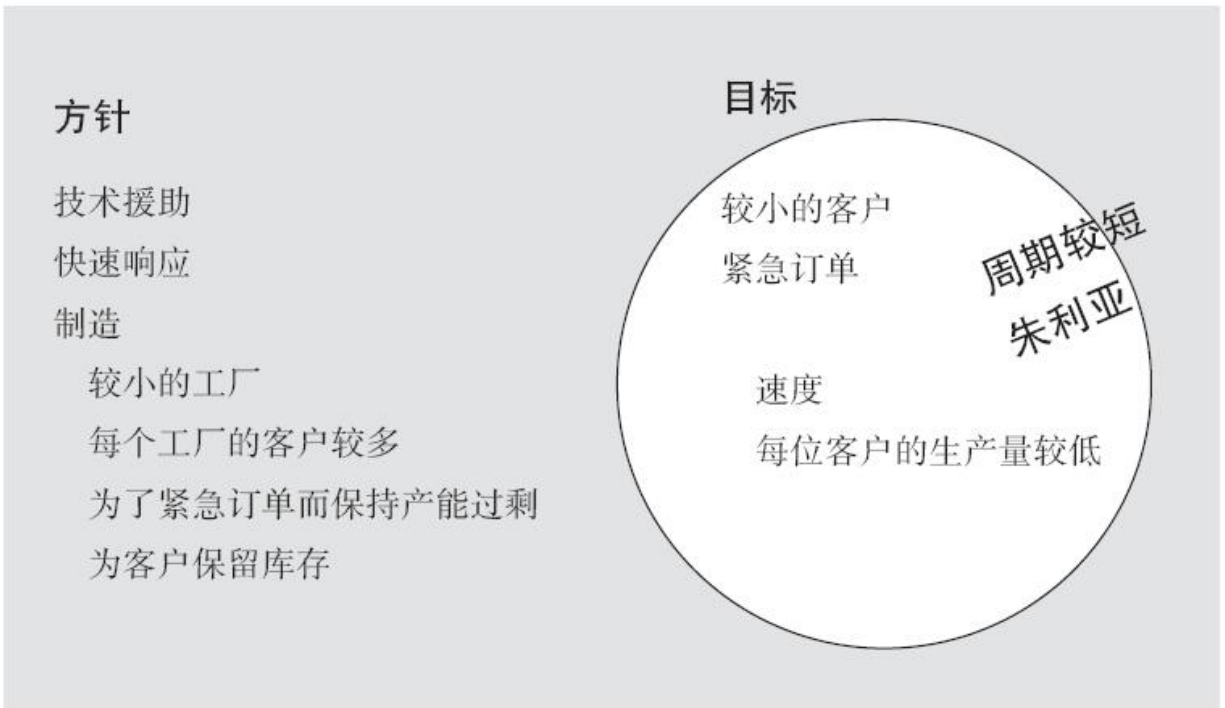 方针
技术援助
快速响应
制造
较小的工厂
每个工厂的客户较多
为了紧急订单而保持产能过剩
为客户保留库存
目标
较小的客户
紧急订单
周期较短
朱利亚
速度
每位客户的生产量较低